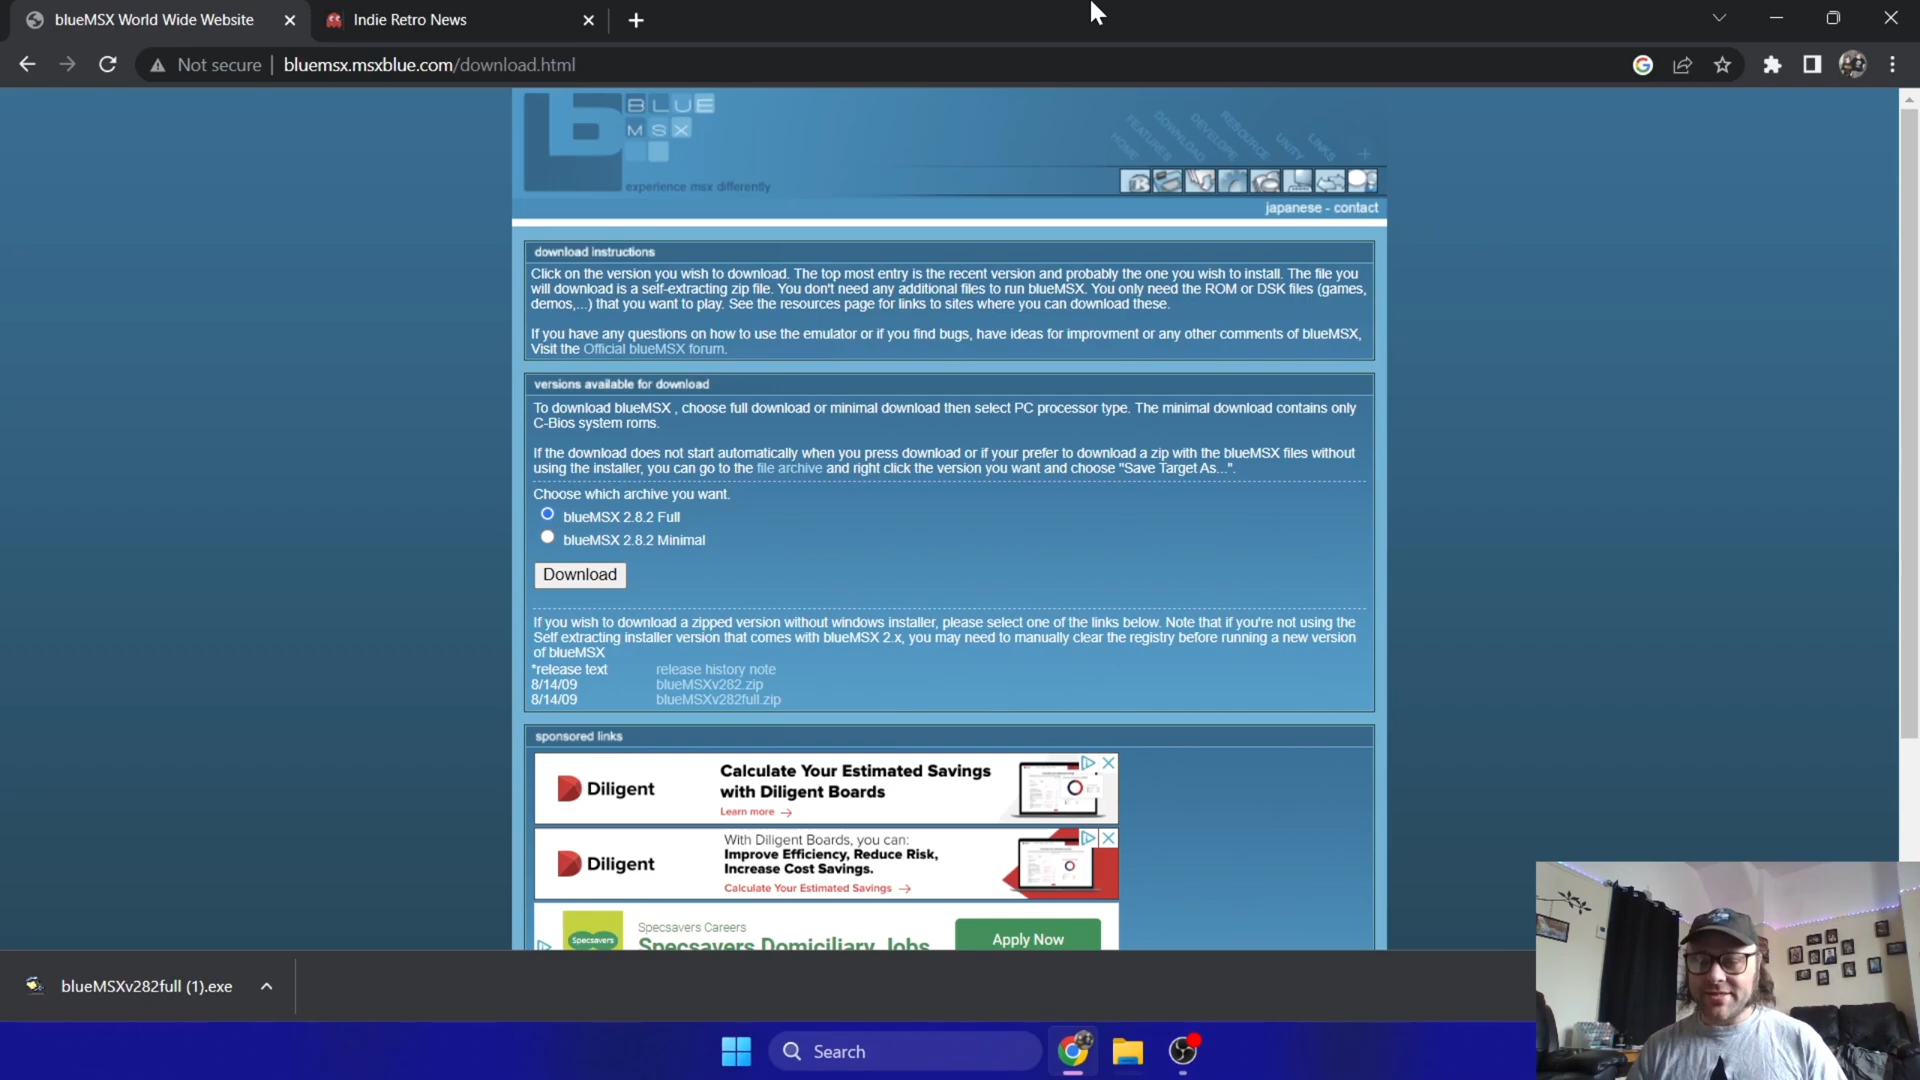 blueMSX World Wide Website
Indie Retro News
Not secure
bluemsx.msxblue.com/download.html
BLUE
MSX
experience msx differently
HOME
FEATURES
DOWNLOAD
DEVELOPE
RESOURCE
UNITY
LINKS
japanese - contact
download instructions
Click on the version you wish to download. The top most entry is the recent version and probably the one you wish to install. The file you
will download is a self-extracting zip file. You don't need any additional files to run blueMSX. You only need the ROM or DSK files (games,
demos,...) that you want to play. See the resources page for links to sites where you can download these.
If you have any questions on how to use the emulator or if you find bugs, have ideas for improvment or any other comments of blueMSX,
Visit the Official blueMSX forum.
versions available for download
To download blueMSX , choose full download or minimal download then select PC processor type. The minimal download contains only
C-Bios system roms.
If the download does not start automatically when you press download or if your prefer to download a zip with the blueMSX files without
using the installer, you can go to the file archive and right click the version you want and choose "Save Target As...".
Choose which archive you want.
blueMSX 2.8.2 Full
blueMSX 2.8.2 Minimal
Download
If you wish to download a zipped version without windows installer, please select one of the links below. Note that if you're not using the
Self extracting installer version that comes with blueMSX 2.x, you may need to manually clear the registry before running a new version
of blueMSX
*release text release history note
8/14/09 blueMSXv282.zip
8/14/09 blueMSXv282full.zip
sponsored links
Diligent
Calculate Your Estimated Savings
with Diligent Boards
Learn more
Diligent
With Diligent Boards, you can:
Improve Efficiency, Reduce Risk,
Increase Cost Savings.
Calculate Your Estimated Savings
Specsavers
Specsavers Careers
Specsavers Domiciliary Jobs
Apply Now
blueMSXv282full (1).exe
Search